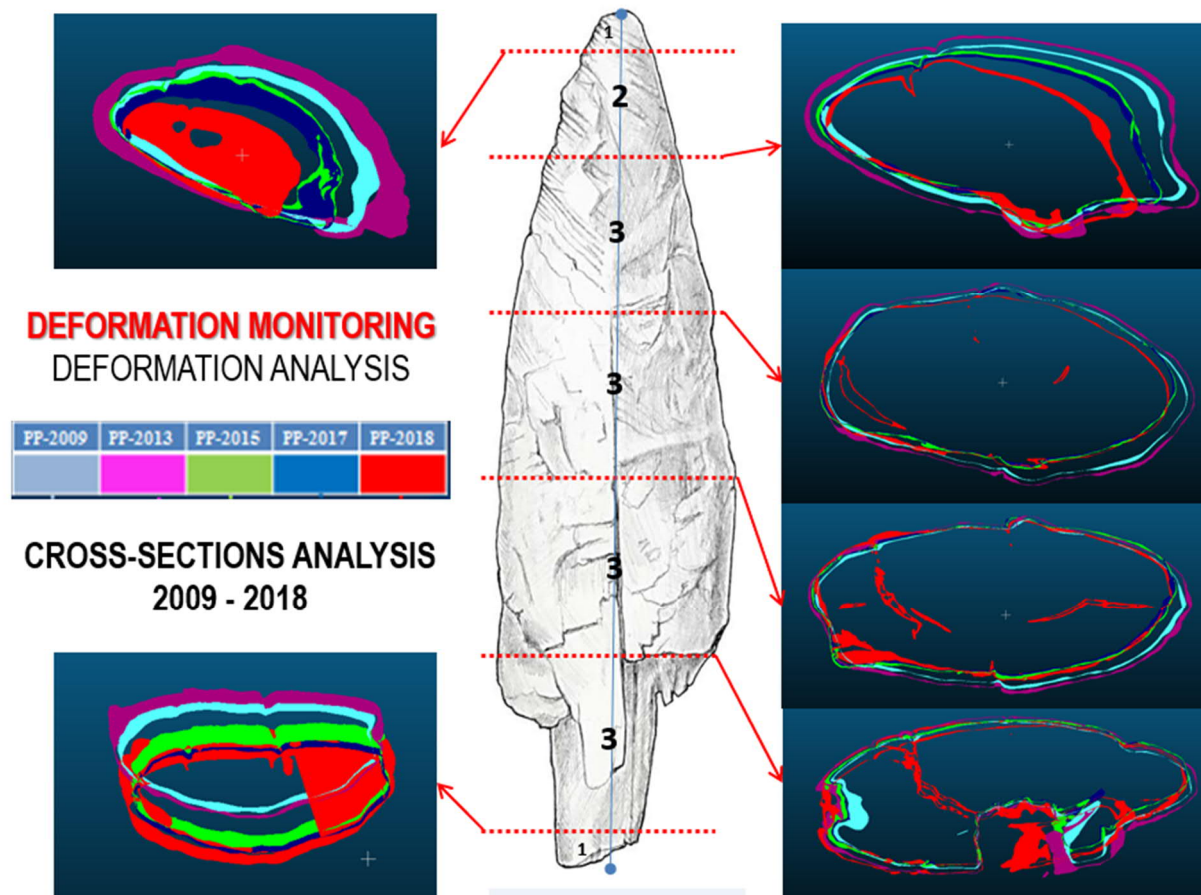 1
2
3
3
3
3
1
DEFORMATION MONITORING
DEFORMATION ANALYSIS
PP-2009 PP-2013 PP-2015 PP-2017 PP-2018
CROSS-SECTIONS ANALYSIS
2009 - 2018